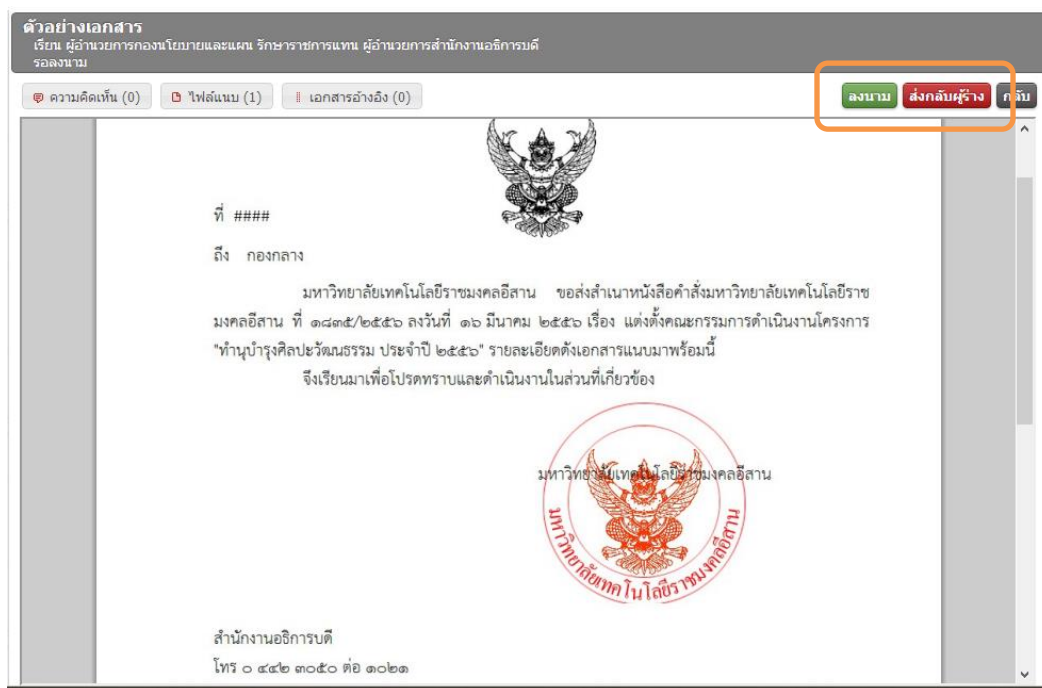 ตัวอย่างเอกสาร
เรียน ผู้อำนวยการกองนโยบายและแผน รักษาราชการแทน ผู้อำนวยการสำนักงานอธิการบดี
รอลงนาม
ความคิดเห็น (0) ไฟล์แนบ (1) เอกสารอ้างอิง (0) ลงนาม ส่งกลับผู้ร่าง กลับ
ที่ ####
ถึง กองกลาง
มหาวิทยาลัยเทคโนโลยีราชมงคลอีสาน ขอส่งสำเนาหนังสือคำสั่งมหาวิทยาลัยเทคโนโลยีราช
มงคลอีสาน ที่ ๑๘๓๕/๒๕๕๖ ลงวันที่ ๑๖ มีนาคม ๒๕๕๖ เรื่อง แต่งตั้งคณะกรรมการดำเนินงานโครงการ
"ทำนุบำรุงศิลปะวัฒนธรรม ประจำปี ๒๕๕๖" รายละเอียดดังเอกสารแนบมาพร้อมนี้
จึงเรียนมาเพื่อโปรดทราบและดำเนินงานในส่วนที่เกี่ยวข้อง
มหาวิทยาลัยเทคโนโลยีราชมงคลอีสาน
มหาวิทยาลัยเทคโนโลยีราชมงคลอีสาน
สำนักงานอธิการบดี
โทร ๐ ๔๔๒ ๓๐๕๐ ต่อ ๑๐๒๑